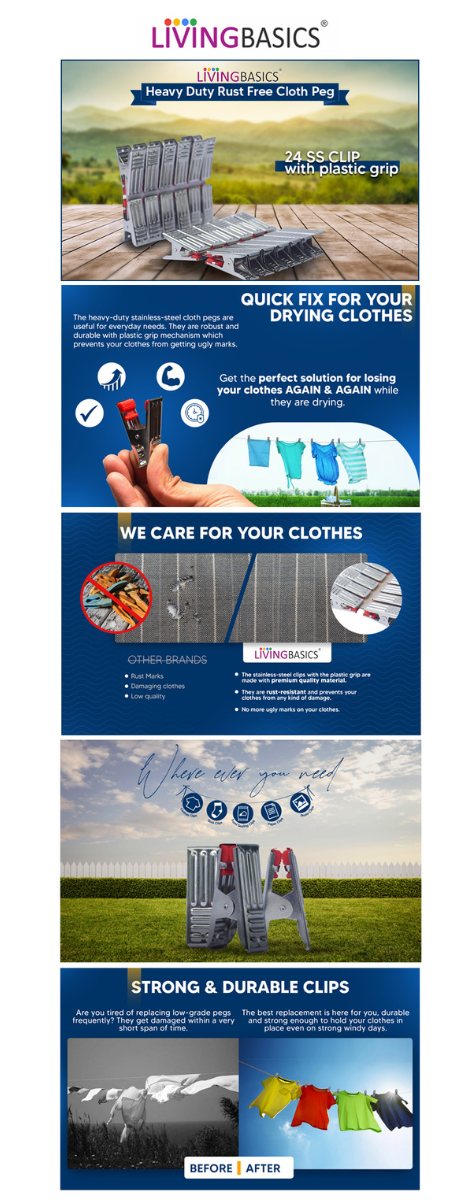 LIVINGBASICS®
LIVINGBASICS®
Heavy Duty Rust Free Cloth Peg
24 SS CLIP
with plastic grip
QUICK FIX FOR YOUR
DRYING CLOTHES
The heavy-duty stainless-steel cloth pegs are
useful for everyday needs. They are robust and
durable with plastic grip mechanism which
prevents your clothes from getting ugly marks.
Get the perfect solution for losing
your clothes AGAIN & AGAIN while
they are drying.
WE CARE FOR YOUR CLOTHES
OTHER BRANDS
• Rust Marks
• Damaging clothes
• Low quality
LIVINGBASICS®
• The stainless-steel clips with the plastic grip are
made with premium quality material.
• They are rust-resistant and prevents your
clothes from any kind of damage.
• No more ugly marks on your clothes.
Where ever you need
STRONG & DURABLE CLIPS
Are you tired of replacing low-grade pegs
frequently? They get damaged within a very
short span of time.
The best replacement is here for you, durable
and strong enough to hold your clothes in
place even on strong windy days.
BEFORE | AFTER